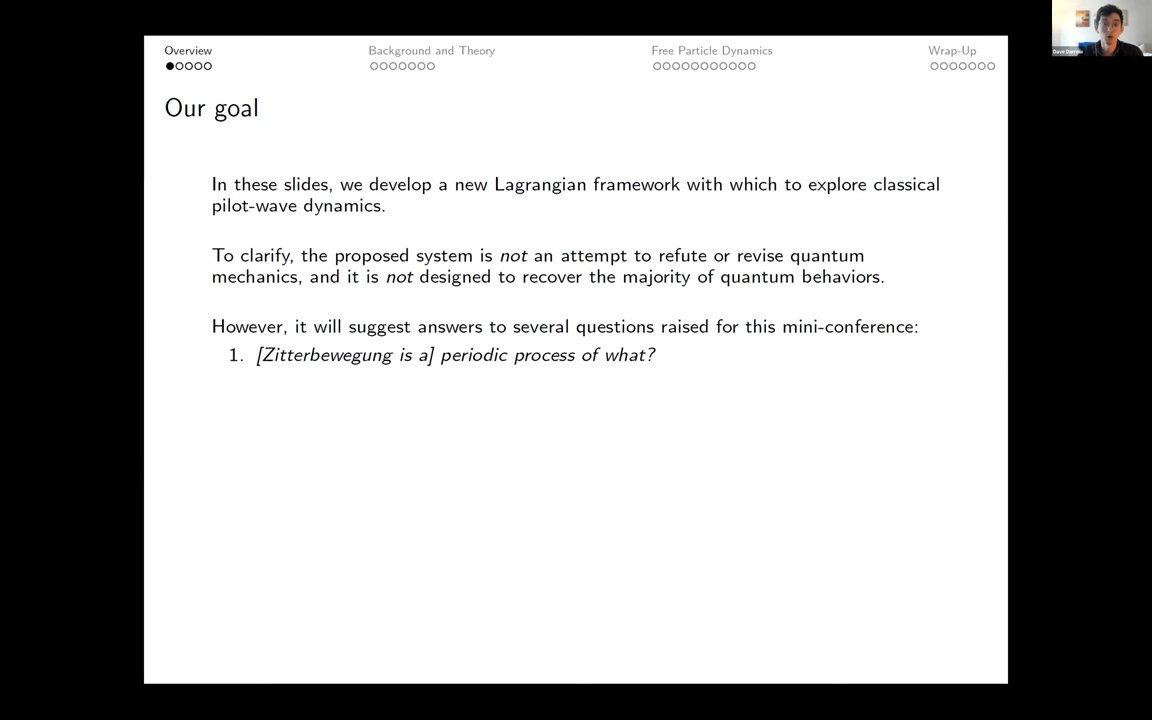 Overview
Background and Theory
Free Particle Dynamics
Wrap-Up
Our goal
In these slides, we develop a new Lagrangian framework with which to explore classical
pilot-wave dynamics.
To clarify, the proposed system is not an attempt to refute or revise quantum
mechanics, and it is not designed to recover the majority of quantum behaviors.
However, it will suggest answers to several questions raised for this mini-conference:
1. [Zitterbewegung is a] periodic process of what?